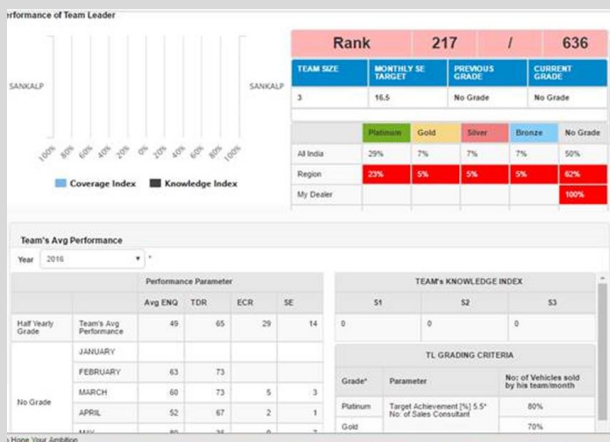 erformance of Team Leader
SANKALP
SANKALP
100% 80% 60% 40% 20% 0% 20% 40% 60% 80% 100%
Coverage Index Knowledge Index
Rank 217 / 636
TEAM SIZE MONTHLY SE TARGET PREVIOUS GRADE CURRENT GRADE
3 16.5 No Grade No Grade
Platinum Gold Silver Bronze No Grade
All India 29% 7% 7% 7% 50%
Region 23% 5% 5% 5% 62%
My Dealer 100%
Team's Avg Performance
Year 2016 *
Performance Parameter
Avg ENQ TDR ECR SE
Half Yearly Grade Team's Avg Performance 49 65 29 14
No Grade
JANUARY
FEBRUARY 63 73
MARCH 60 73 5 3
APRIL 52 67 2 1
TEAM's KNOWLEDGE INDEX
S1 S2 S3
0 0 0
TL GRADING CRITERIA
Grade* Parameter No: of Vehicles sold by his team/month
Platinum Target Achievement [%] 5.5* No: of Sales Consultant 80%
Gold 70%
Hone Your Ambition